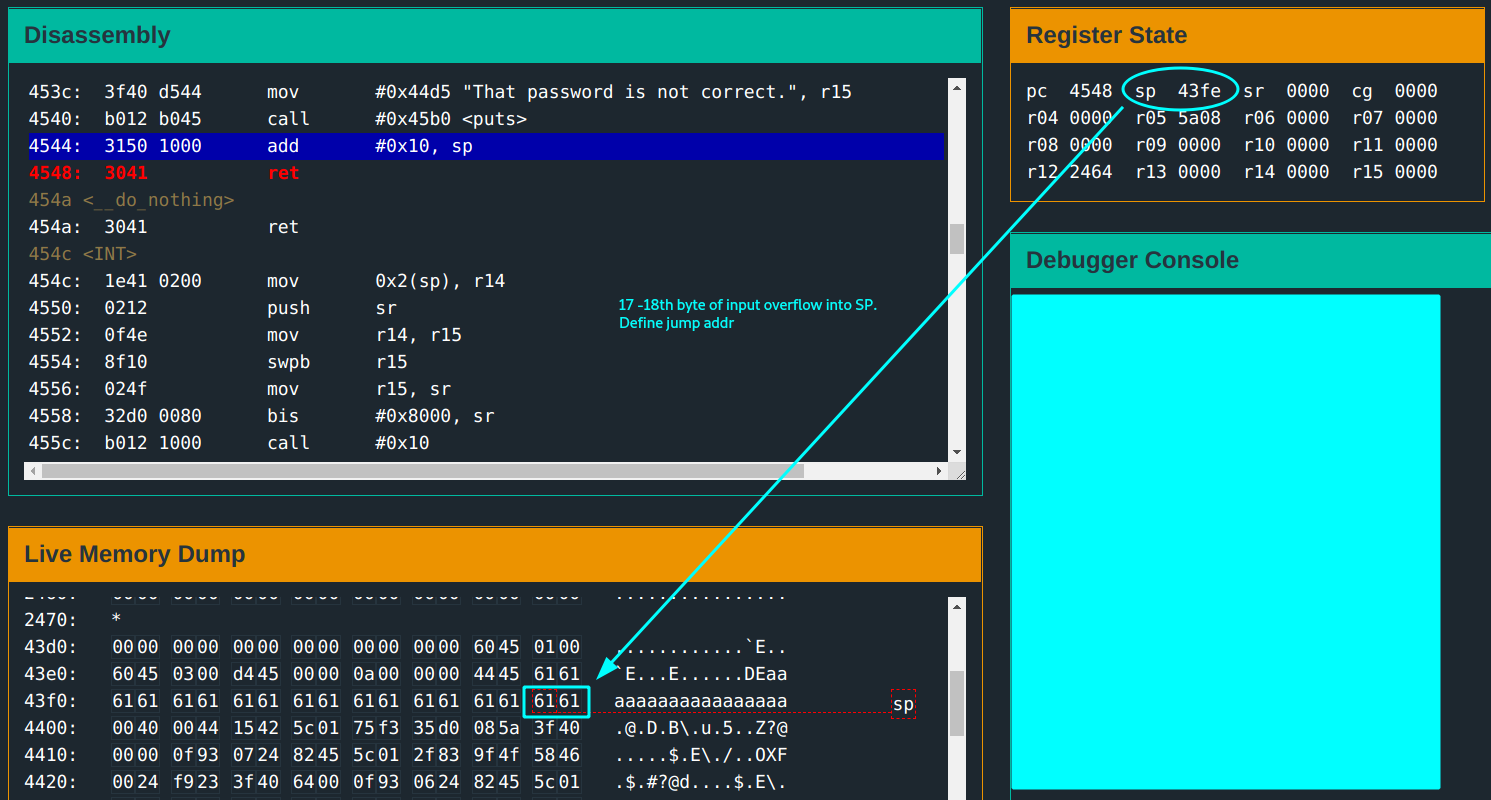 Disassembly
453c: 3f40 d544 mov #0x44d5 "That password is not correct.", r15
4540: b012 b045 call #0x45b0 <puts>
4544: 3150 1000 add #0x10, sp
4548: 3041 ret
454a <__do_nothing>
454a: 3041 ret
454c <INT>
454c: 1e41 0200 mov 0x2(sp), r14
4550: 0212 push sr
4552: 0f4e mov r14, r15
4554: 8f10 swpb r15
4556: 024f mov r15, sr
4558: 32d0 0080 bis #0x8000, sr
455c: b012 1000 call #0x10
17 -18th byte of input overflow into SP.
Define jump addr
Register State
pc 4548 sp 43fe sr 0000 cg 0000
r04 0000 r05 5a08 r06 0000 r07 0000
r08 0000 r09 0000 r10 0000 r11 0000
r12 2464 r13 0000 r14 0000 r15 0000
Debugger Console
Live Memory Dump
2470: *
43d0: 0000 0000 0000 0000 0000 0000 6045 0100 ............`E..
43e0: 6045 0300 d445 0000 0a00 0000 4445 6161 `E...E......DEaa
43f0: 6161 6161 6161 6161 6161 6161 6161 6161 aaaaaaaaaaaaaaaa sp
4400: 0040 0044 1542 5c01 75f3 35d0 085a 3f40 .@.D.B\.u.5..Z?@
4410: 0000 0f93 0724 8245 5c01 2f83 9f4f 5846 .....$.E\./..OXF
4420: 0024 f923 3f40 6400 0f93 0624 8245 5c01 .$.#?@d....$.E\.